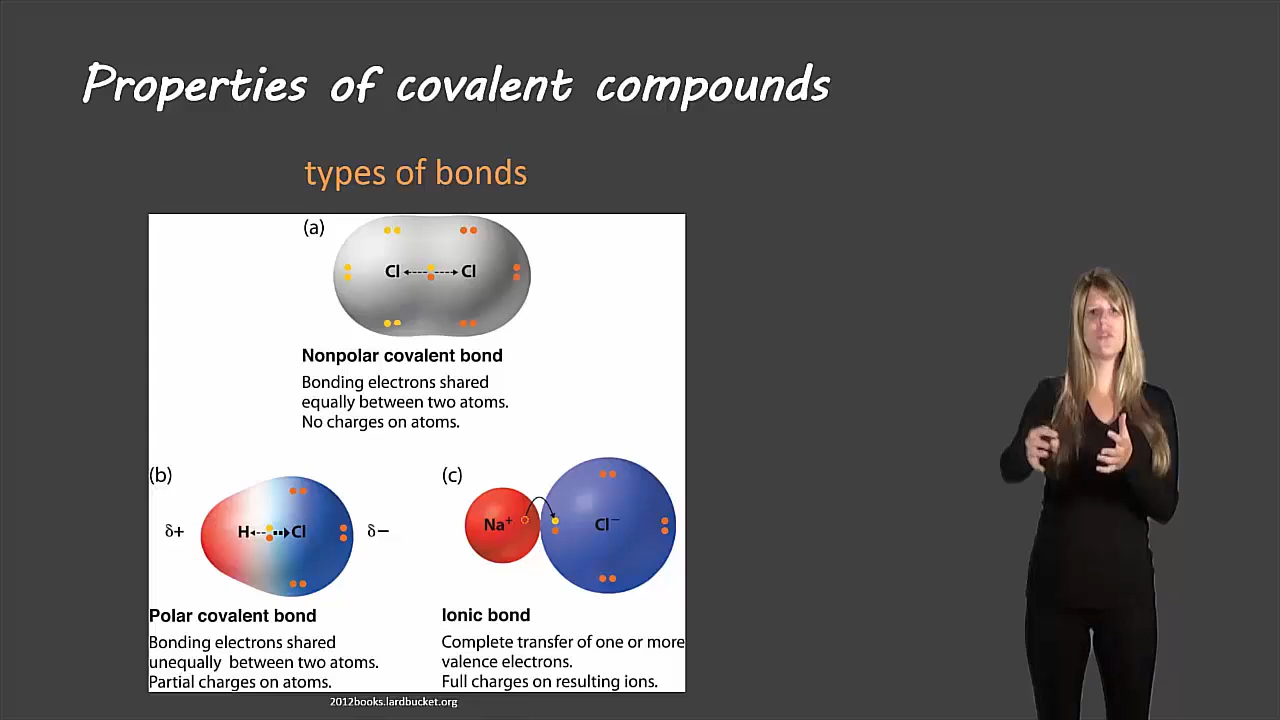 Properties of covalent compounds
types of bonds
(a)
Cl Cl
Nonpolar covalent bond
Bonding electrons shared
equally between two atoms.
No charges on atoms.
(b)
δ+ H Cl δ−
Polar covalent bond
Bonding electrons shared
unequally between two atoms.
Partial charges on atoms.
(c)
Na⁺ Cl⁻
Ionic bond
Complete transfer of one or more
valence electrons.
Full charges on resulting ions.
2012books.lardbucket.org